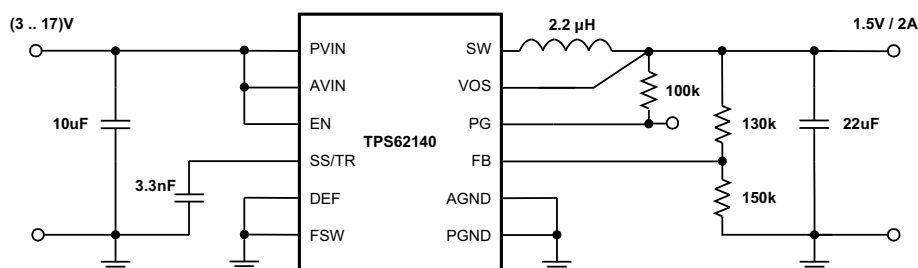 (3 .. 17)V
2.2 µH
1.5V / 2A
PVIN
SW
AVIN
VOS
100k
10uF
EN
PG
130k
22uF
TPS62140
SS/TR
FB
3.3nF
DEF
AGND
150k
FSW
PGND